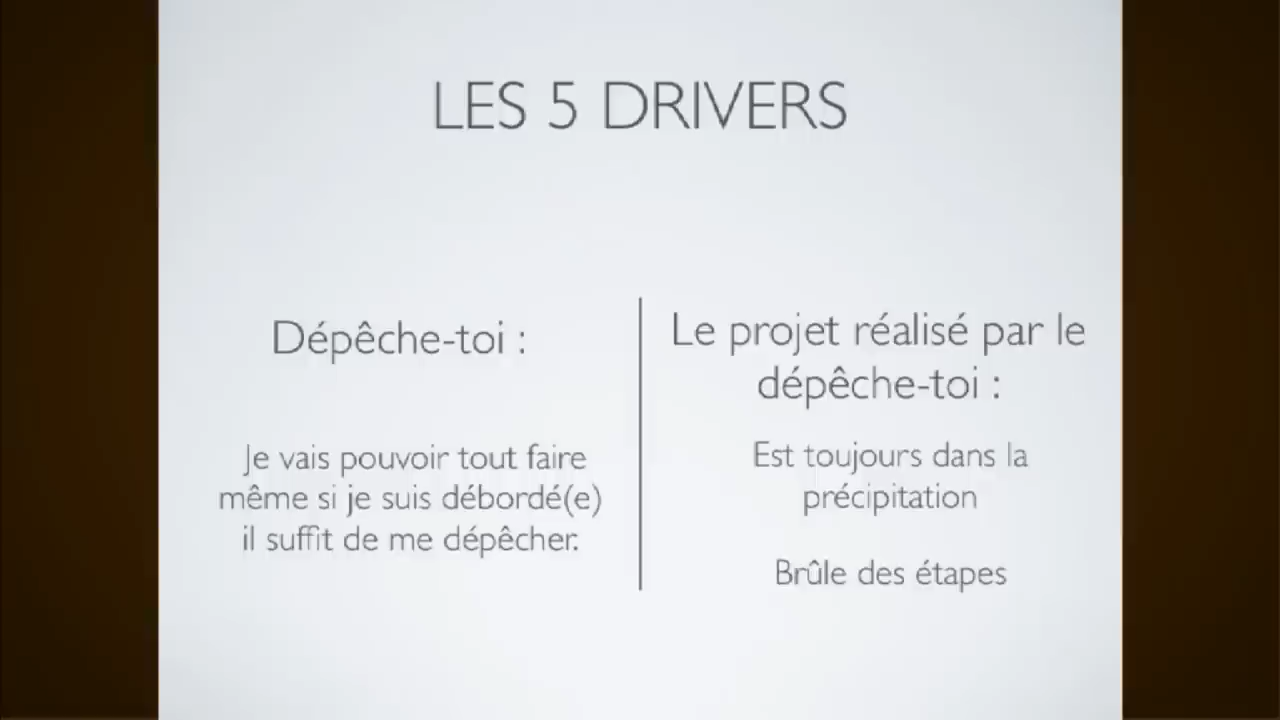 LES 5 DRIVERS
Dépêche-toi :
Je vais pouvoir tout faire
même si je suis débordé(e)
il suffit de me dépêcher.
Le projet réalisé par le
dépêche-toi :
Est toujours dans la
précipitation
Brûle des étapes